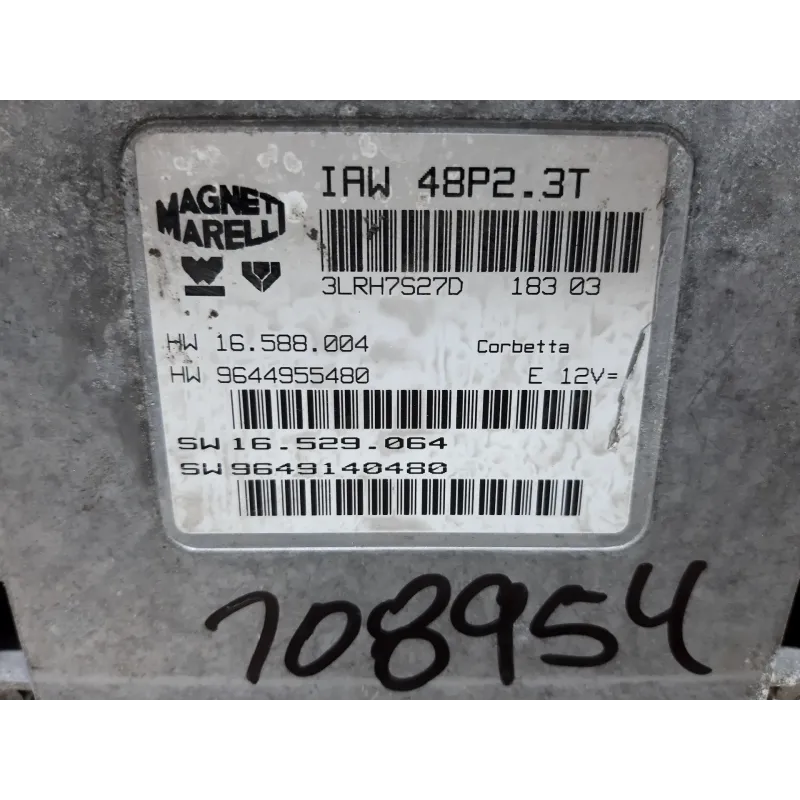 IAW 48P2.3T
MAGNETI
MARELLI
3LRH7S27D 183 03
HW 16.588.004 Corbetta
HW 9644955480 E 12V=
SW 16.529.064
SW 9649140480
708954